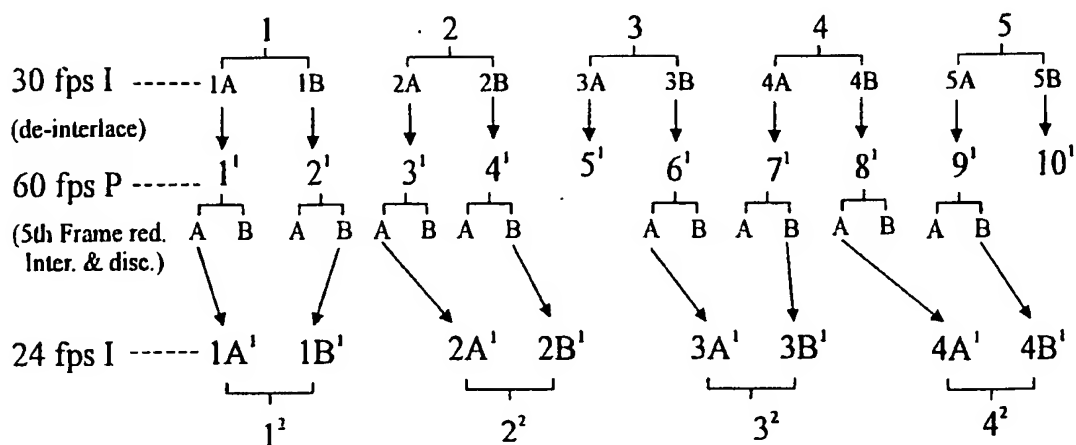 1 2 3 4 5
30 fps I ------ 1A 1B 2A 2B 3A 3B 4A 4B 5A 5B
(de-interlace)
60 fps P ------ 1¹ 2¹ 3¹ 4¹ 5¹ 6¹ 7¹ 8¹ 9¹ 10¹
(5th Frame red. A B A B A B A B A B A B A B A B
Inter. & disc.)
24 fps I ------ 1A¹ 1B¹ 2A¹ 2B¹ 3A¹ 3B¹ 4A¹ 4B¹
1² 2² 3² 4²